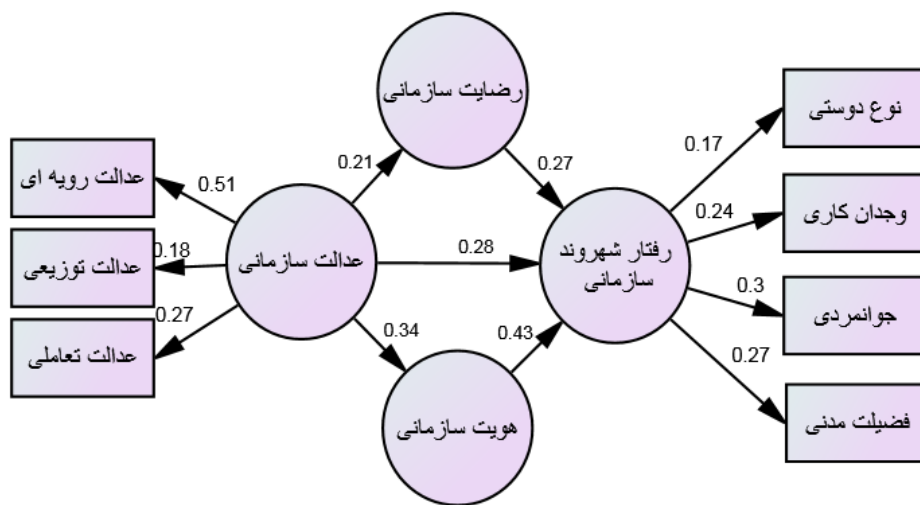 رضایت سازمانی
نوع دوستی
0.17
عدالت رویه ای
0.51
0.21
0.27
وجدان کاری
0.24
عدالت توزیعی
0.18
عدالت سازمانی
0.28
رفتار شهروند
سازمانی
0.3
جوانمردی
عدالت تعاملی
0.27
0.34
0.43
0.27
هویت سازمانی
فضیلت مدنی